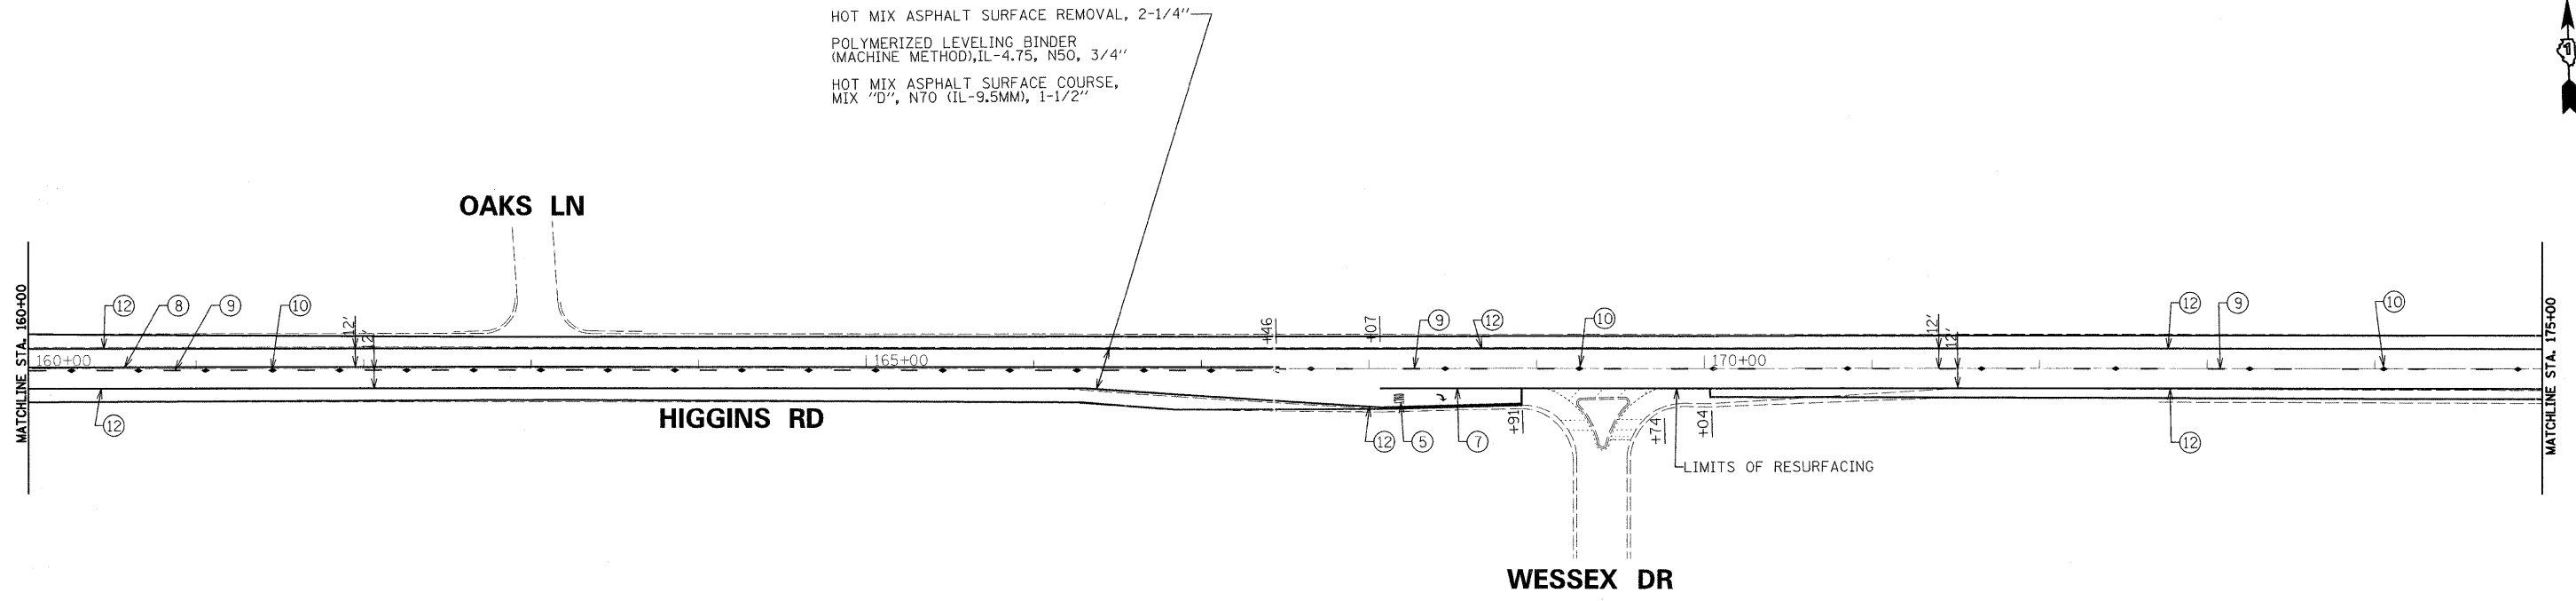 HOT MIX ASPHALT SURFACE REMOVAL, 2-1/4"
POLYMERIZED LEVELING BINDER
(MACHINE METHOD),IL-4.75, N50, 3/4"
HOT MIX ASPHALT SURFACE COURSE,
MIX "D", N70 (IL-9.5MM), 1-1/2"
1
OAKS LN
MATCHLINE STA. 160+00
12
8
9
10
12'
12'
+46
+07
9
12
10
12'
12'
12
9
10
MATCHLINE STA. 175+00
160+00
165+00
170+00
12
HIGGINS RD
12
5
7
+91
+74
+04
12
LIMITS OF RESURFACING
WESSEX DR